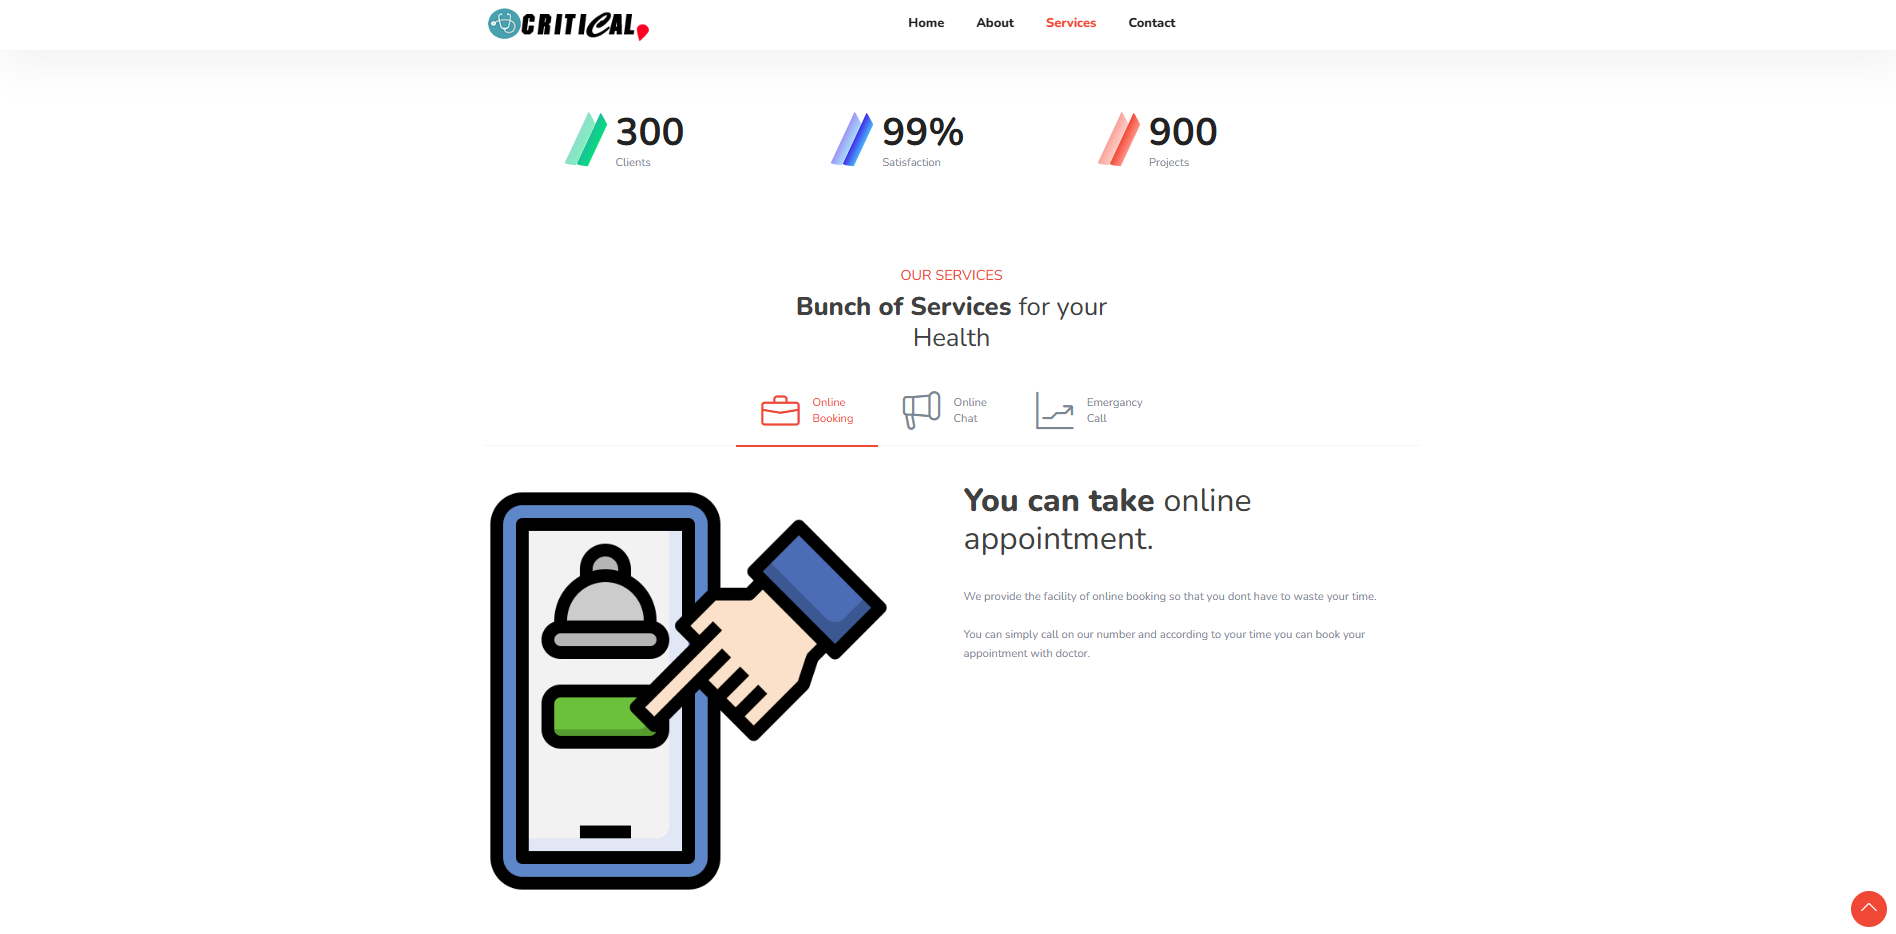 CRITICAL
Home About Services Contact
300
Clients
99%
Satisfaction
900
Projects
OUR SERVICES
Bunch of Services for your
Health
Online
Booking
Online
Chat
Emergancy
Call
You can take online
appointment.
We provide the facility of online booking so that you dont have to waste your time.
You can simply call on our number and according to your time you can book your
appointment with doctor.